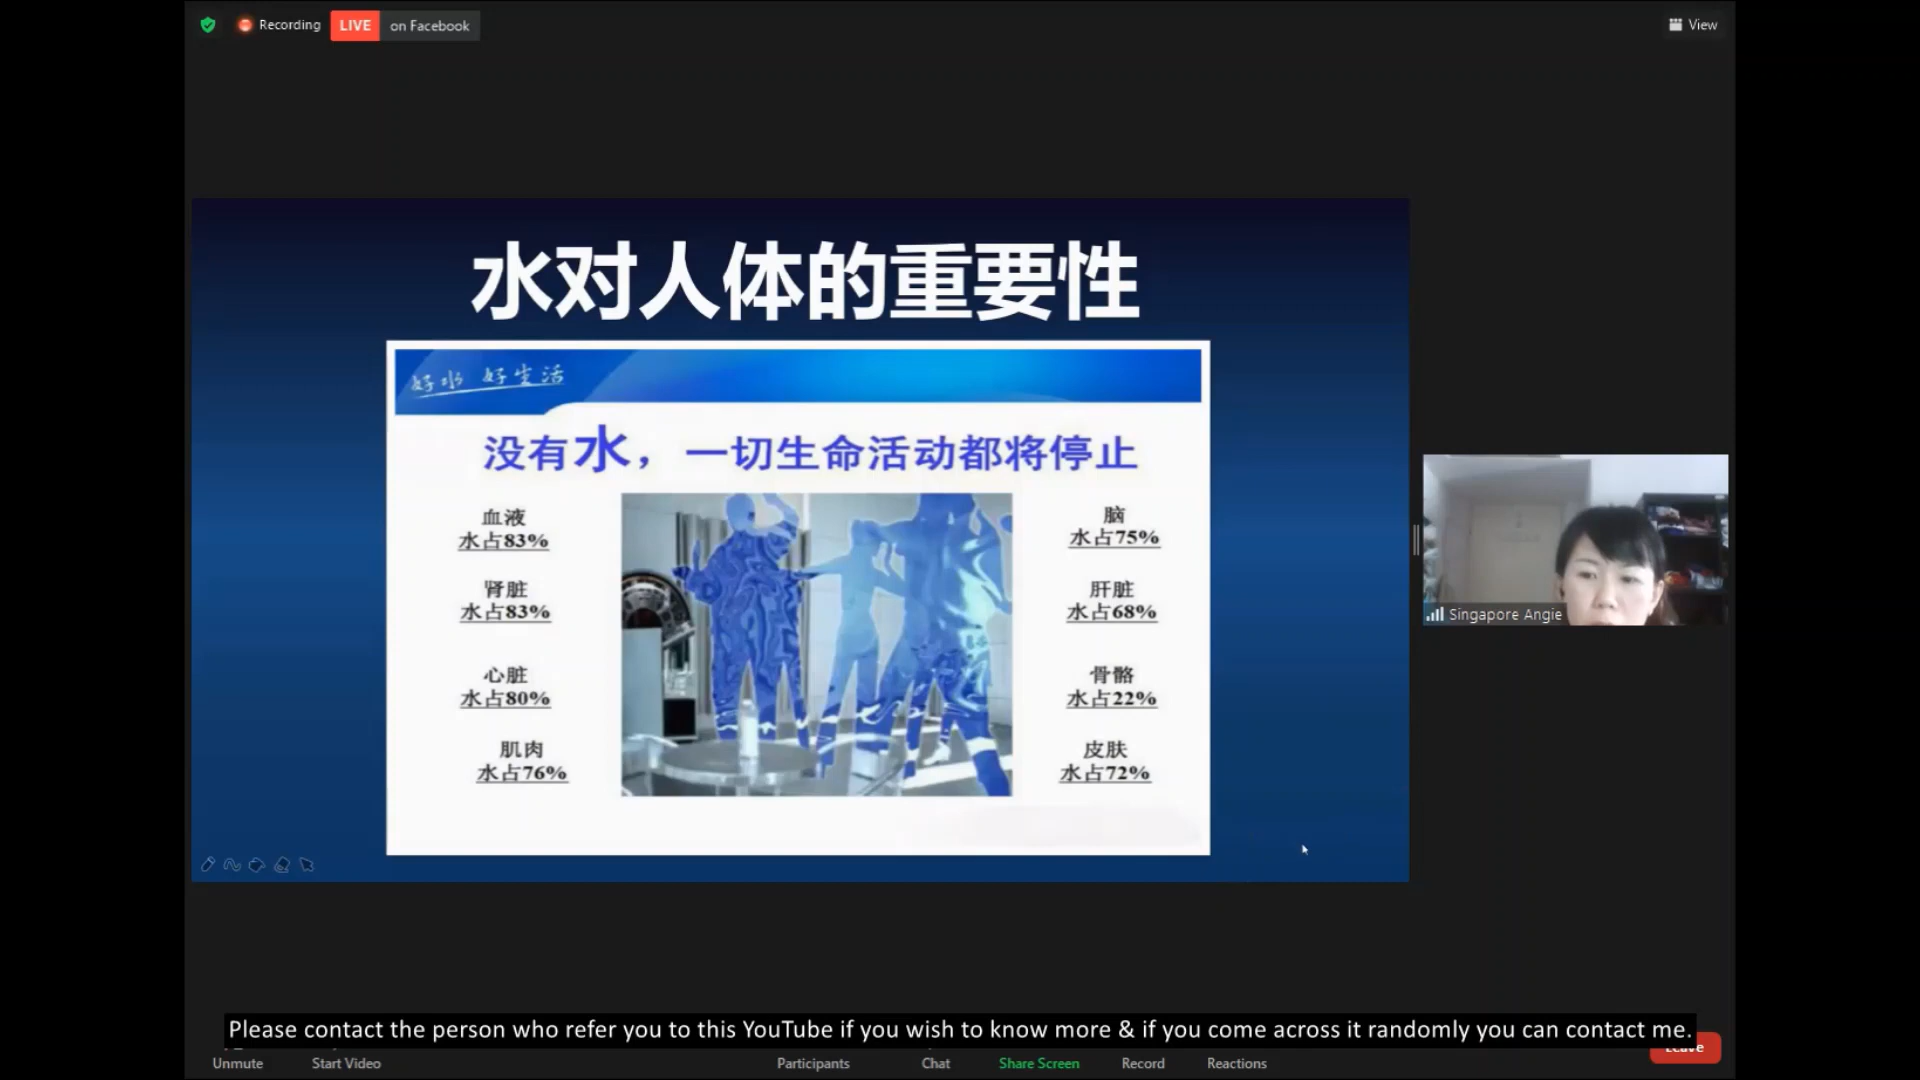 Recording
LIVE on Facebook
View
水对人体的重要性
好水 好生活
没有水，一切生命活动都将停止
血液
水占83%
肾脏
水占83%
心脏
水占80%
肌肉
水占76%
脑
水占75%
肝脏
水占68%
骨骼
水占22%
皮肤
水占72%
Singapore Angie
Please contact the person who refer you to this YouTube if you wish to know more & if you come across it randomly you can contact me.
Unmute
Start Video
Participants
Chat
Share Screen
Record
Reactions
Leave